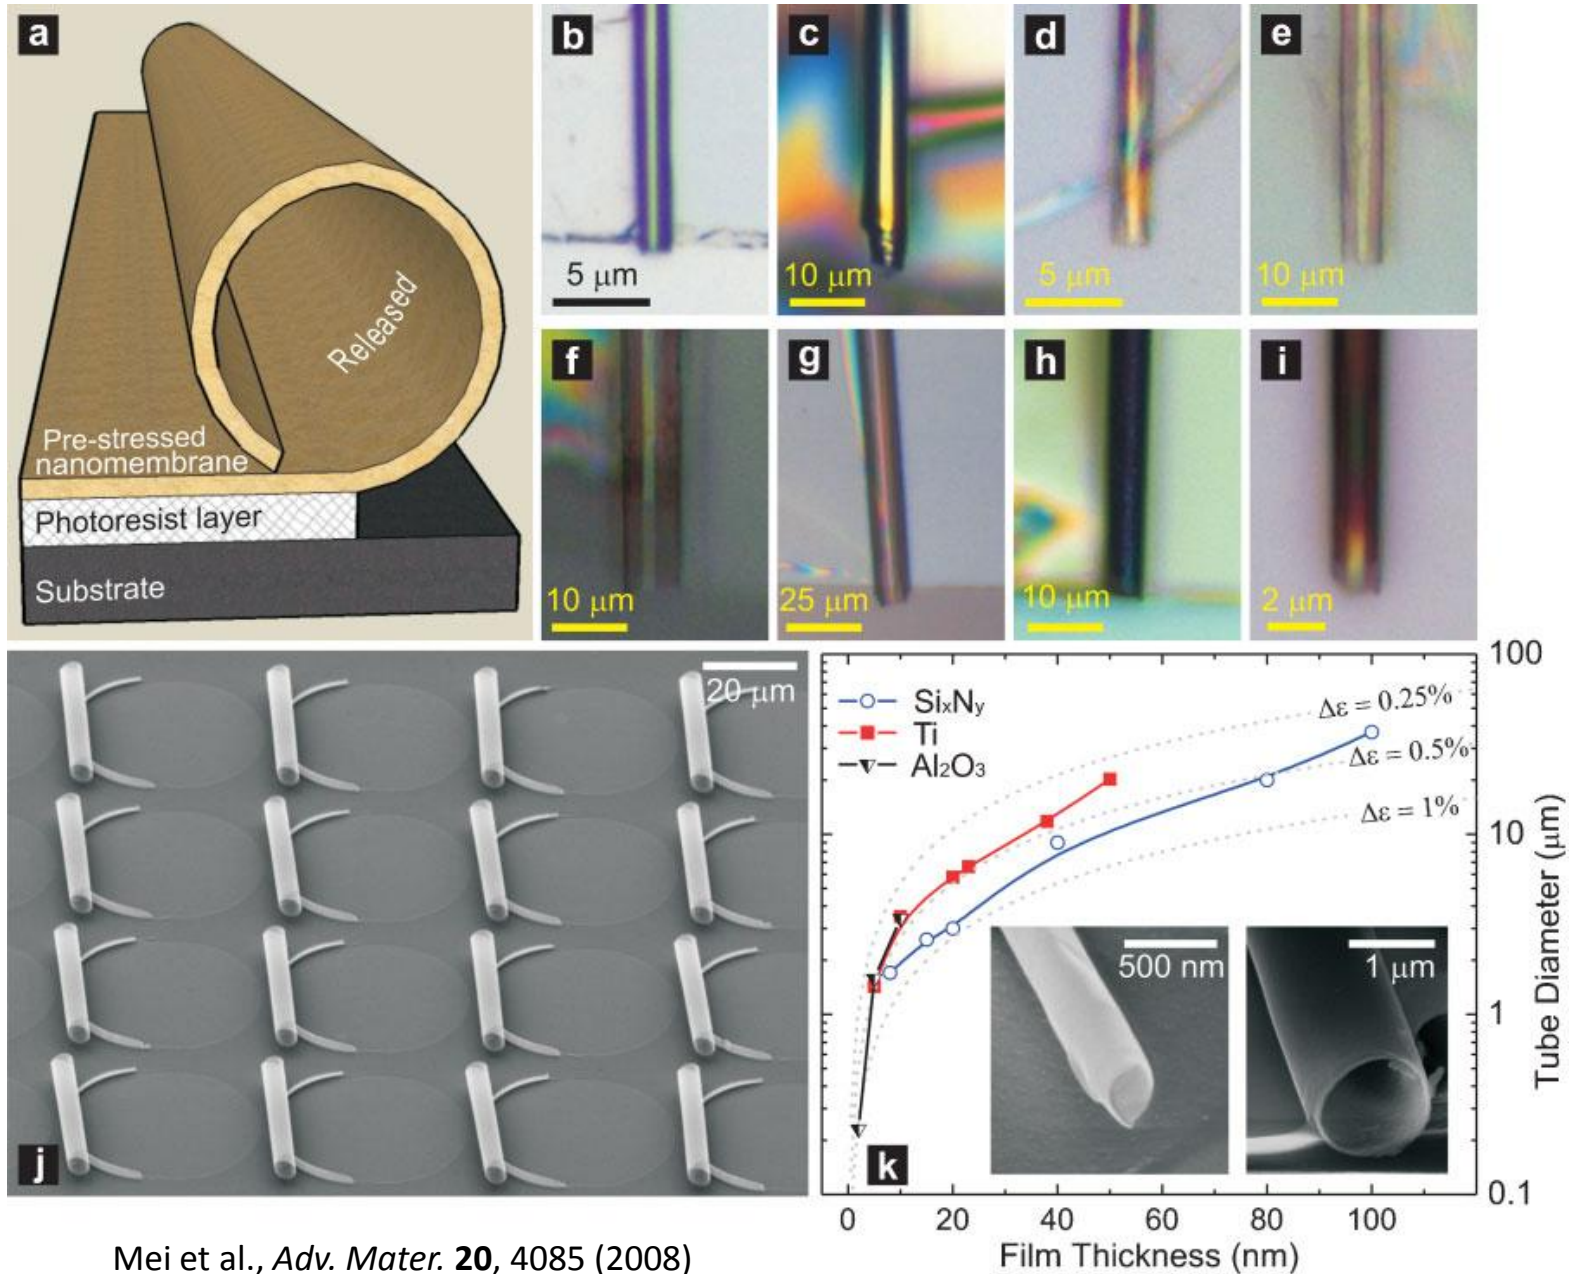 a
Released
Pre-stressed
nanomembrane
Photoresist layer
Substrate
b
5 μm
c
10 μm
d
5 μm
e
10 μm
f
10 μm
g
25 μm
h
10 μm
i
2 μm
j
20 μm
k
SixNy
Ti
Al2O3
Δε = 0.25%
Δε = 0.5%
Δε = 1%
500 nm
1 μm
100
10
1
0.1
Tube Diameter (μm)
0 20 40 60 80 100
Film Thickness (nm)
Mei et al., Adv. Mater. 20, 4085 (2008)